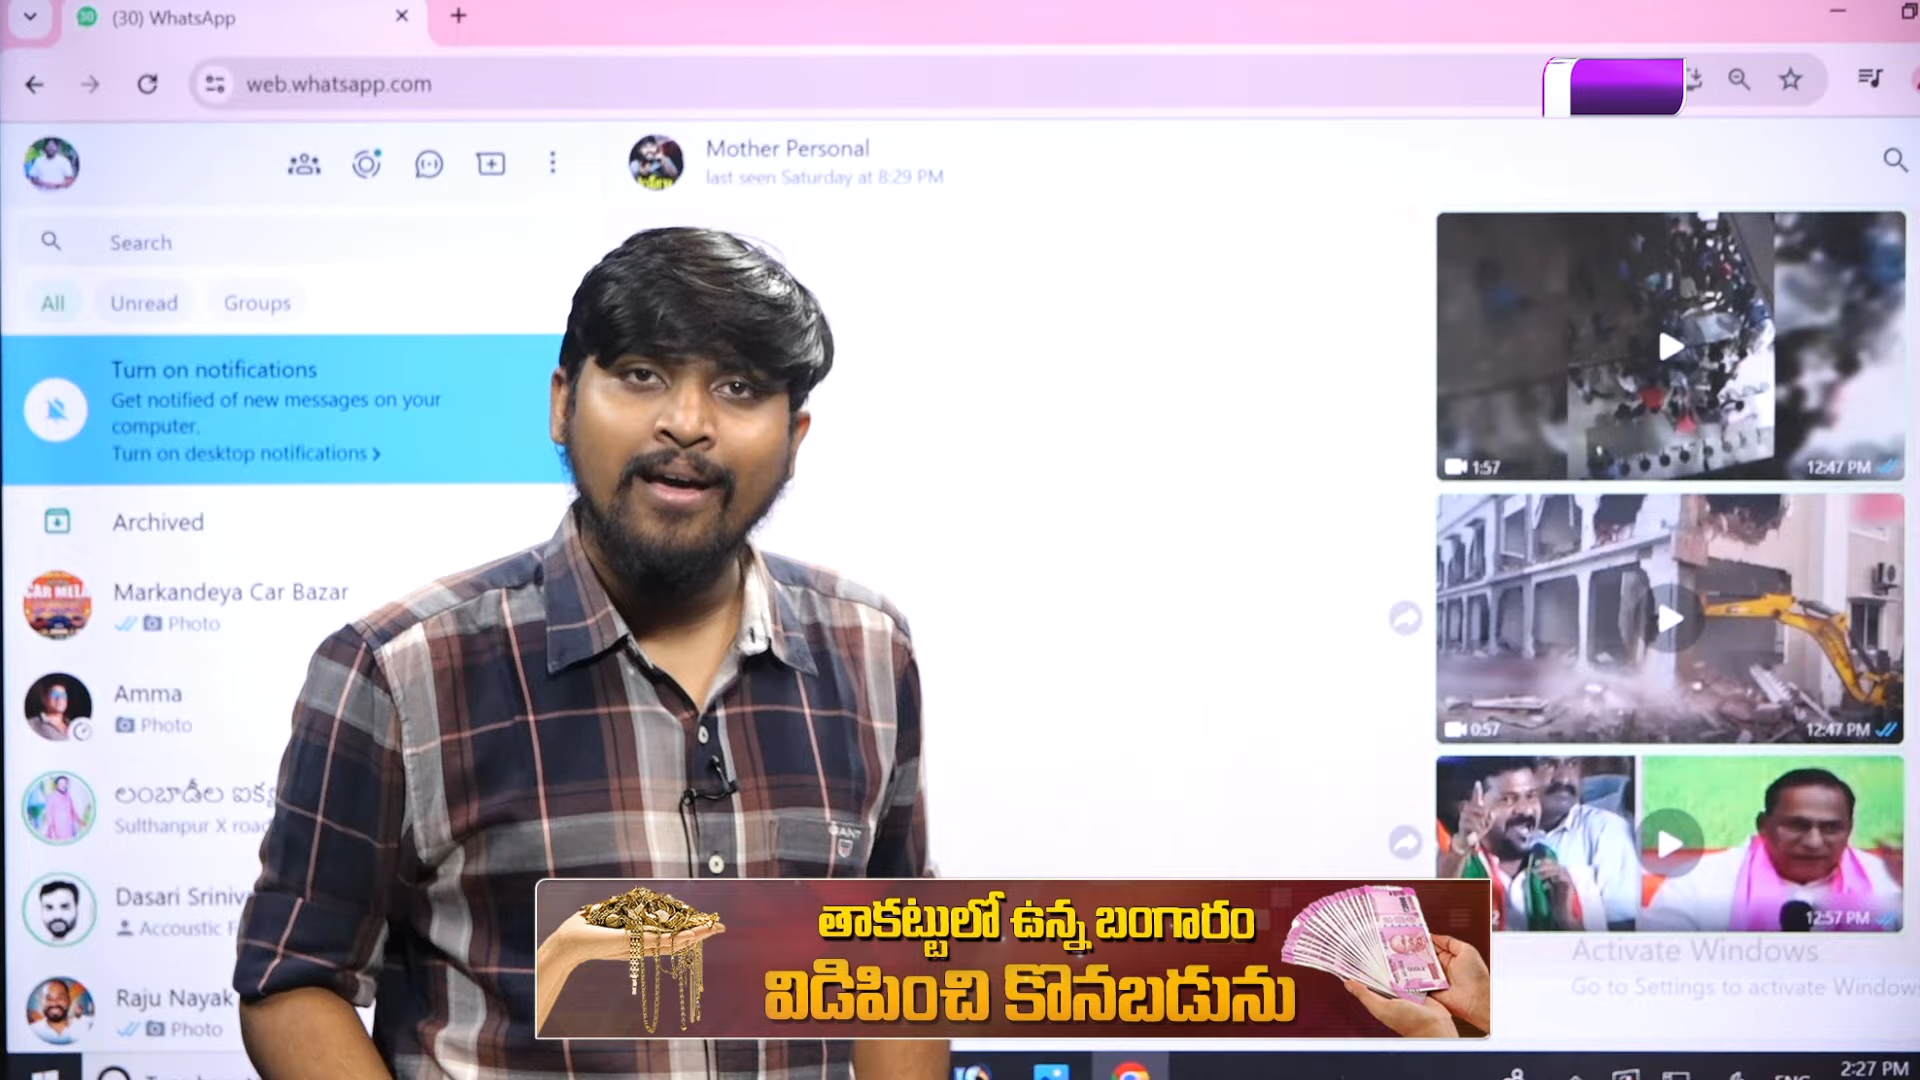 (30) WhatsApp
web.whatsapp.com
Mother Personal
last seen Saturday at 8:29 PM
Search
All
Unread
Groups
Turn on notifications
Get notified of new messages on your
computer.
Turn on desktop notifications
Archived
Markandeya Car Bazar
Photo
Amma
Photo
లంబాడీల
Sulthanpur X
Dasari
Raju Nayak
Photo
GANT
1:57
12:47 PM
0:57
12:47 PM
12:57 PM
తాకట్టులో ఉన్న బంగారం
విడిపించి కొనబడును
Activate Windows
Go to Settings to activate Windows
2:27 PM